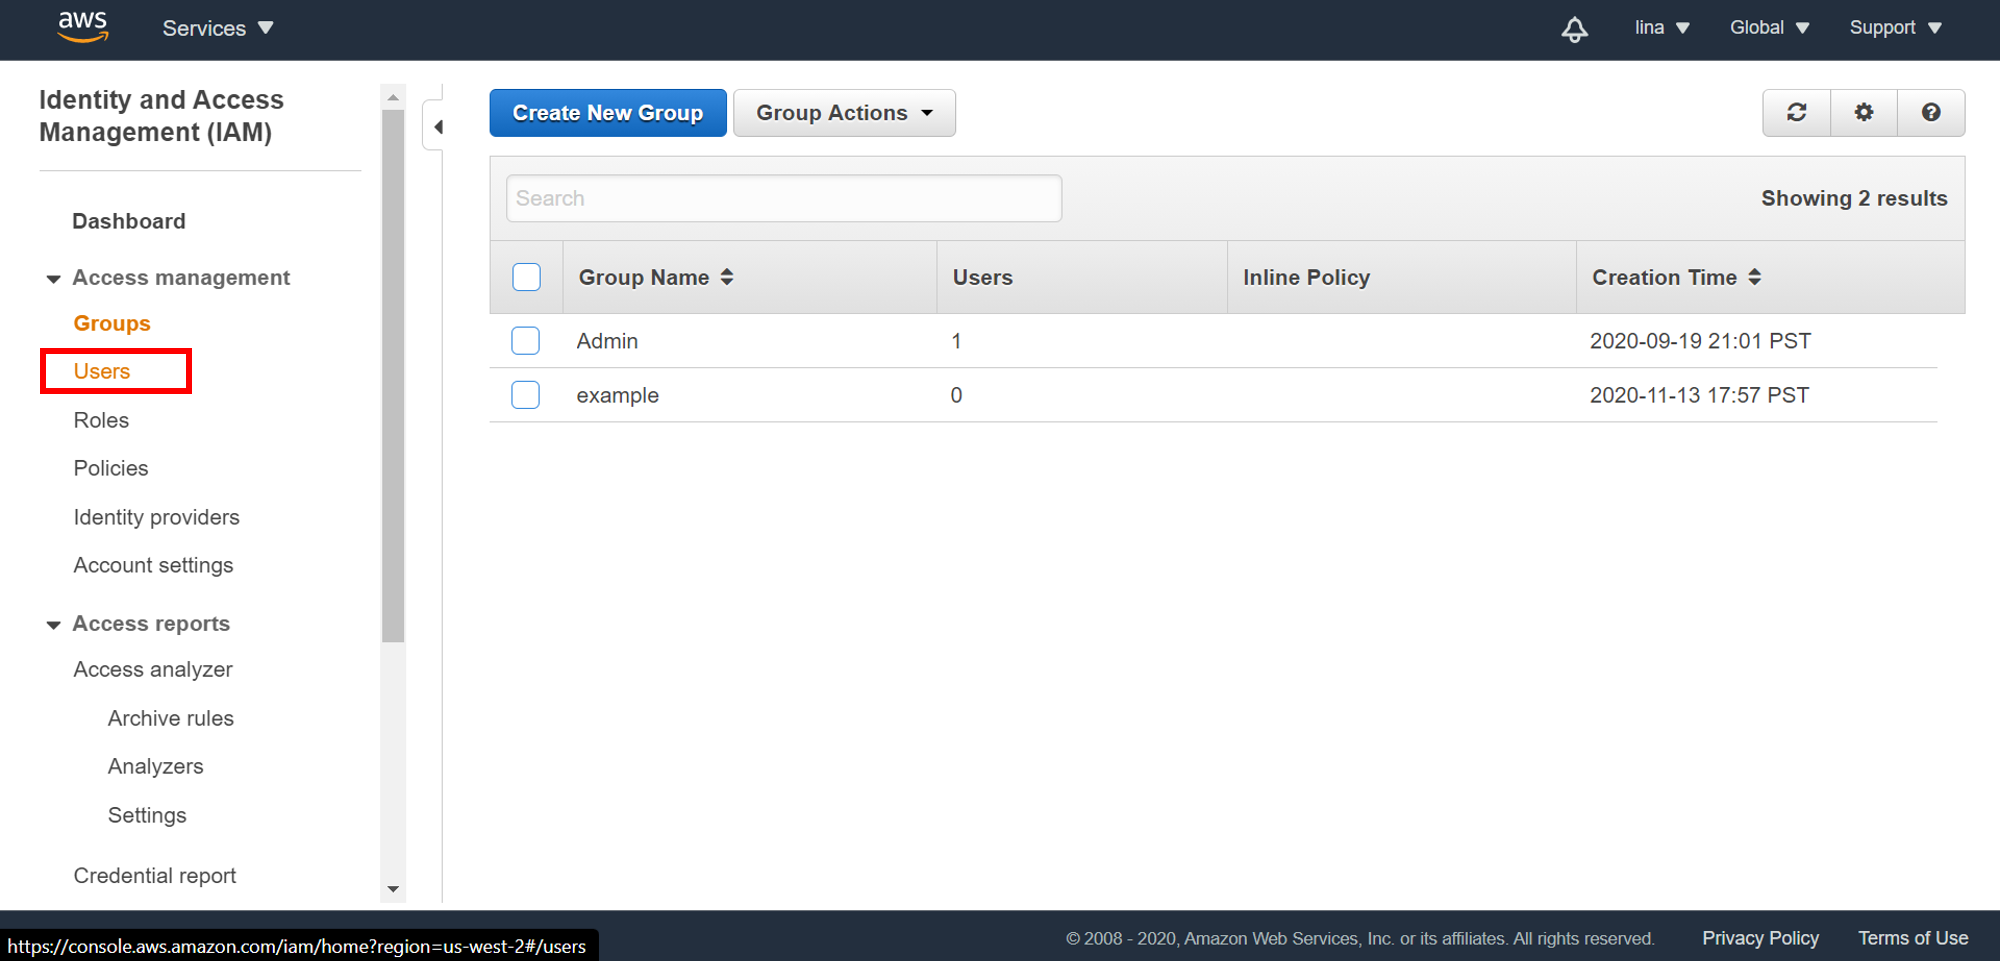 aws Services lina Global Support
Identity and Access
Management (IAM)
Dashboard
Access management
Groups
Users
Roles
Policies
Identity providers
Account settings
Access reports
Access analyzer
Archive rules
Analyzers
Settings
Credential report
Create New Group Group Actions
Search Showing 2 results
Group Name Users Inline Policy Creation Time
Admin 1 2020-09-19 21:01 PST
example 0 2020-11-13 17:57 PST
https://console.aws.amazon.com/iam/home?region=us-west-2#/users
© 2008 - 2020, Amazon Web Services, Inc. or its affiliates. All rights reserved. Privacy Policy Terms of Use